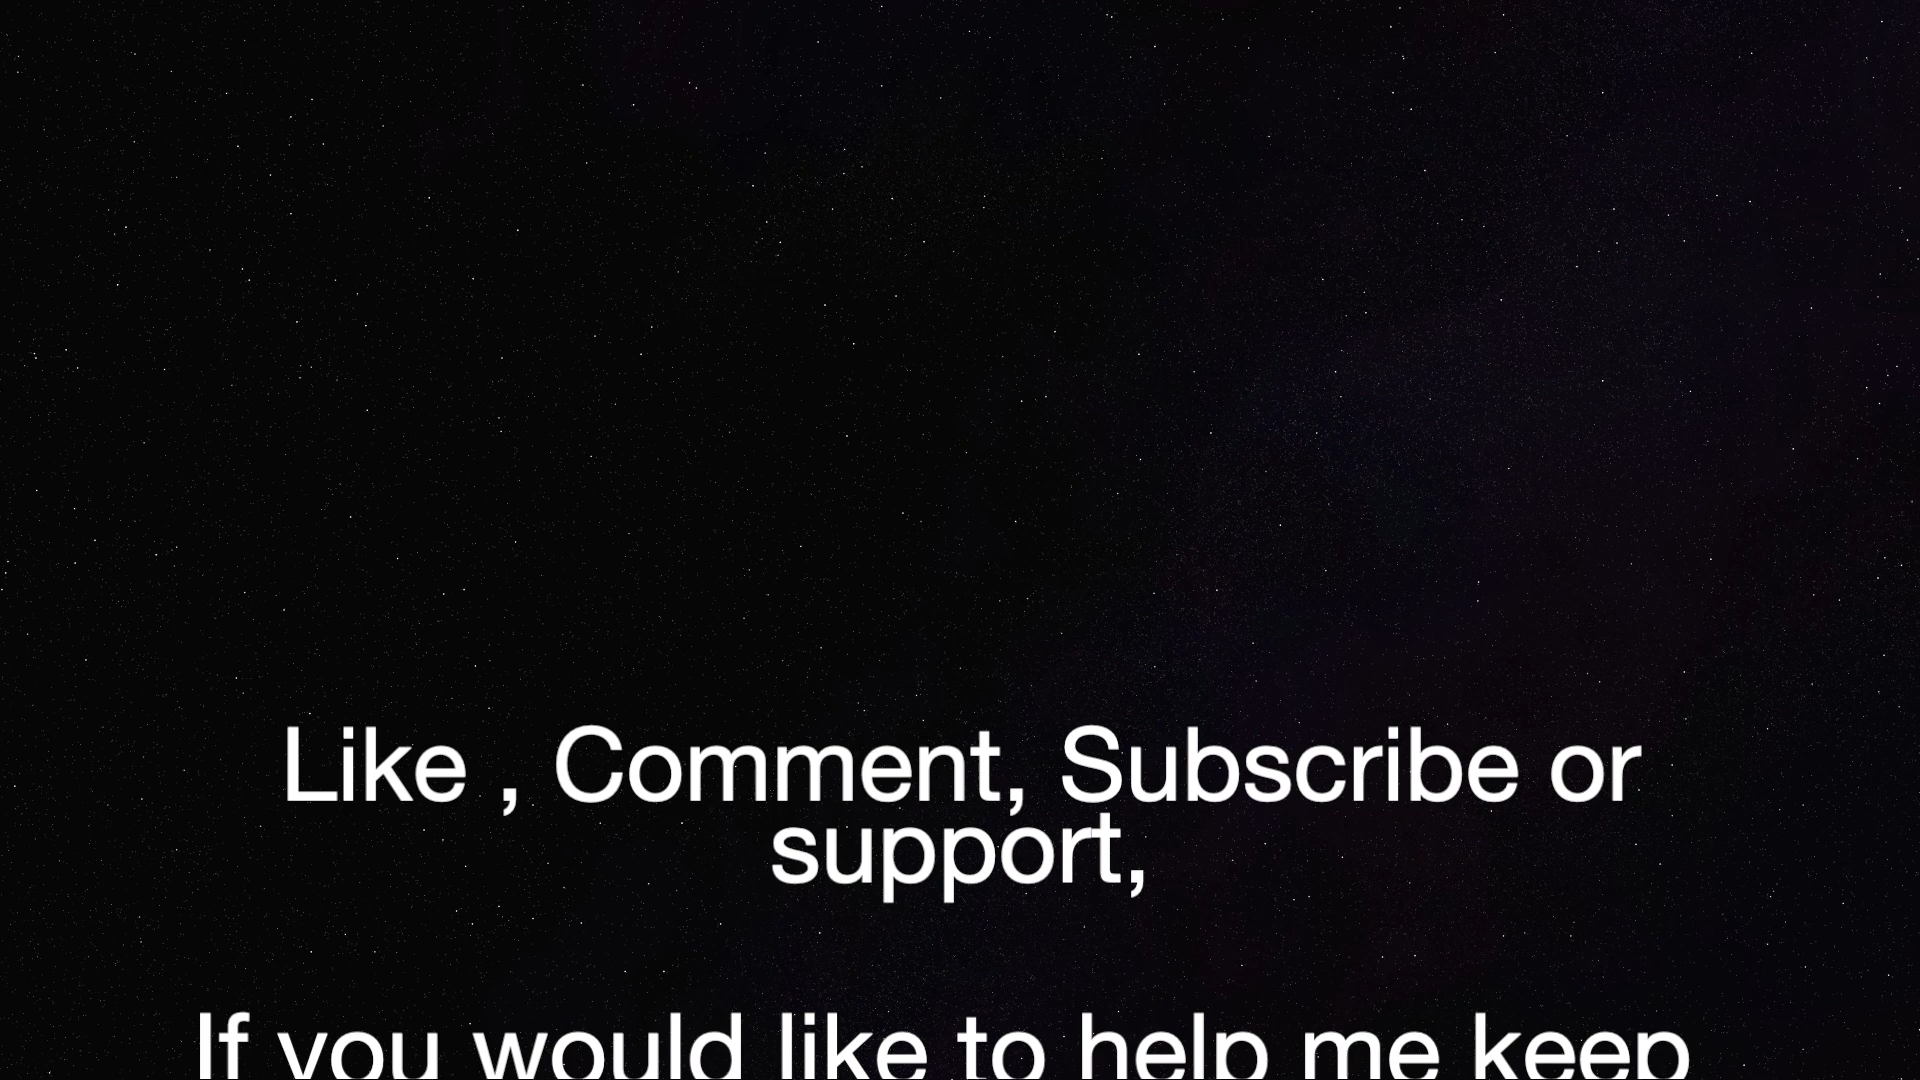 Like , Comment, Subscribe or
support,
If you would like to help me keep